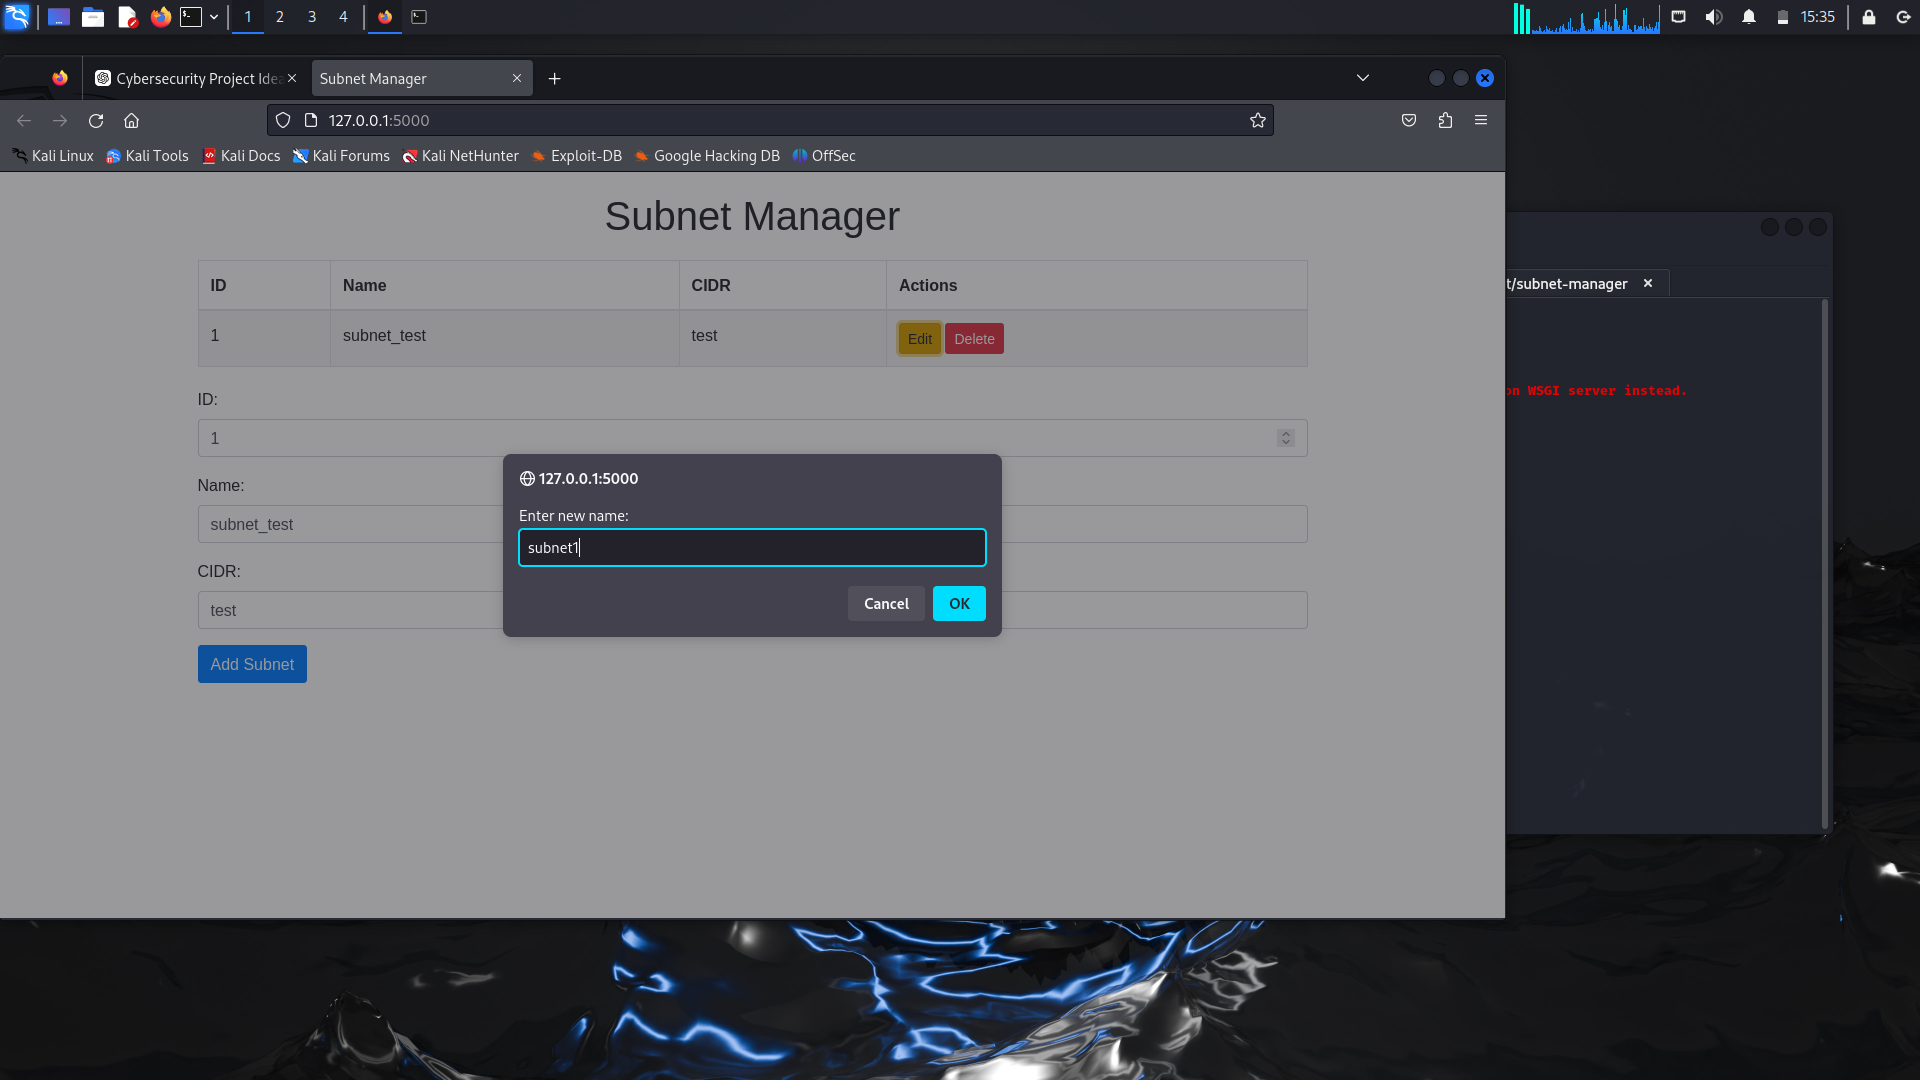 1 2 3 4 15:35
Cybersecurity Project Idea
Subnet Manager
127.0.0.1:5000
Kali Linux Kali Tools Kali Docs Kali Forums Kali NetHunter Exploit-DB Google Hacking DB OffSec
Subnet Manager
ID Name CIDR Actions
1 subnet_test test Edit Delete
ID:
1
Name:
subnet_test
CIDR:
test
Add Subnet
127.0.0.1:5000
Enter new name:
subnet1
Cancel OK
t/subnet-manager
on WSGI server instead.